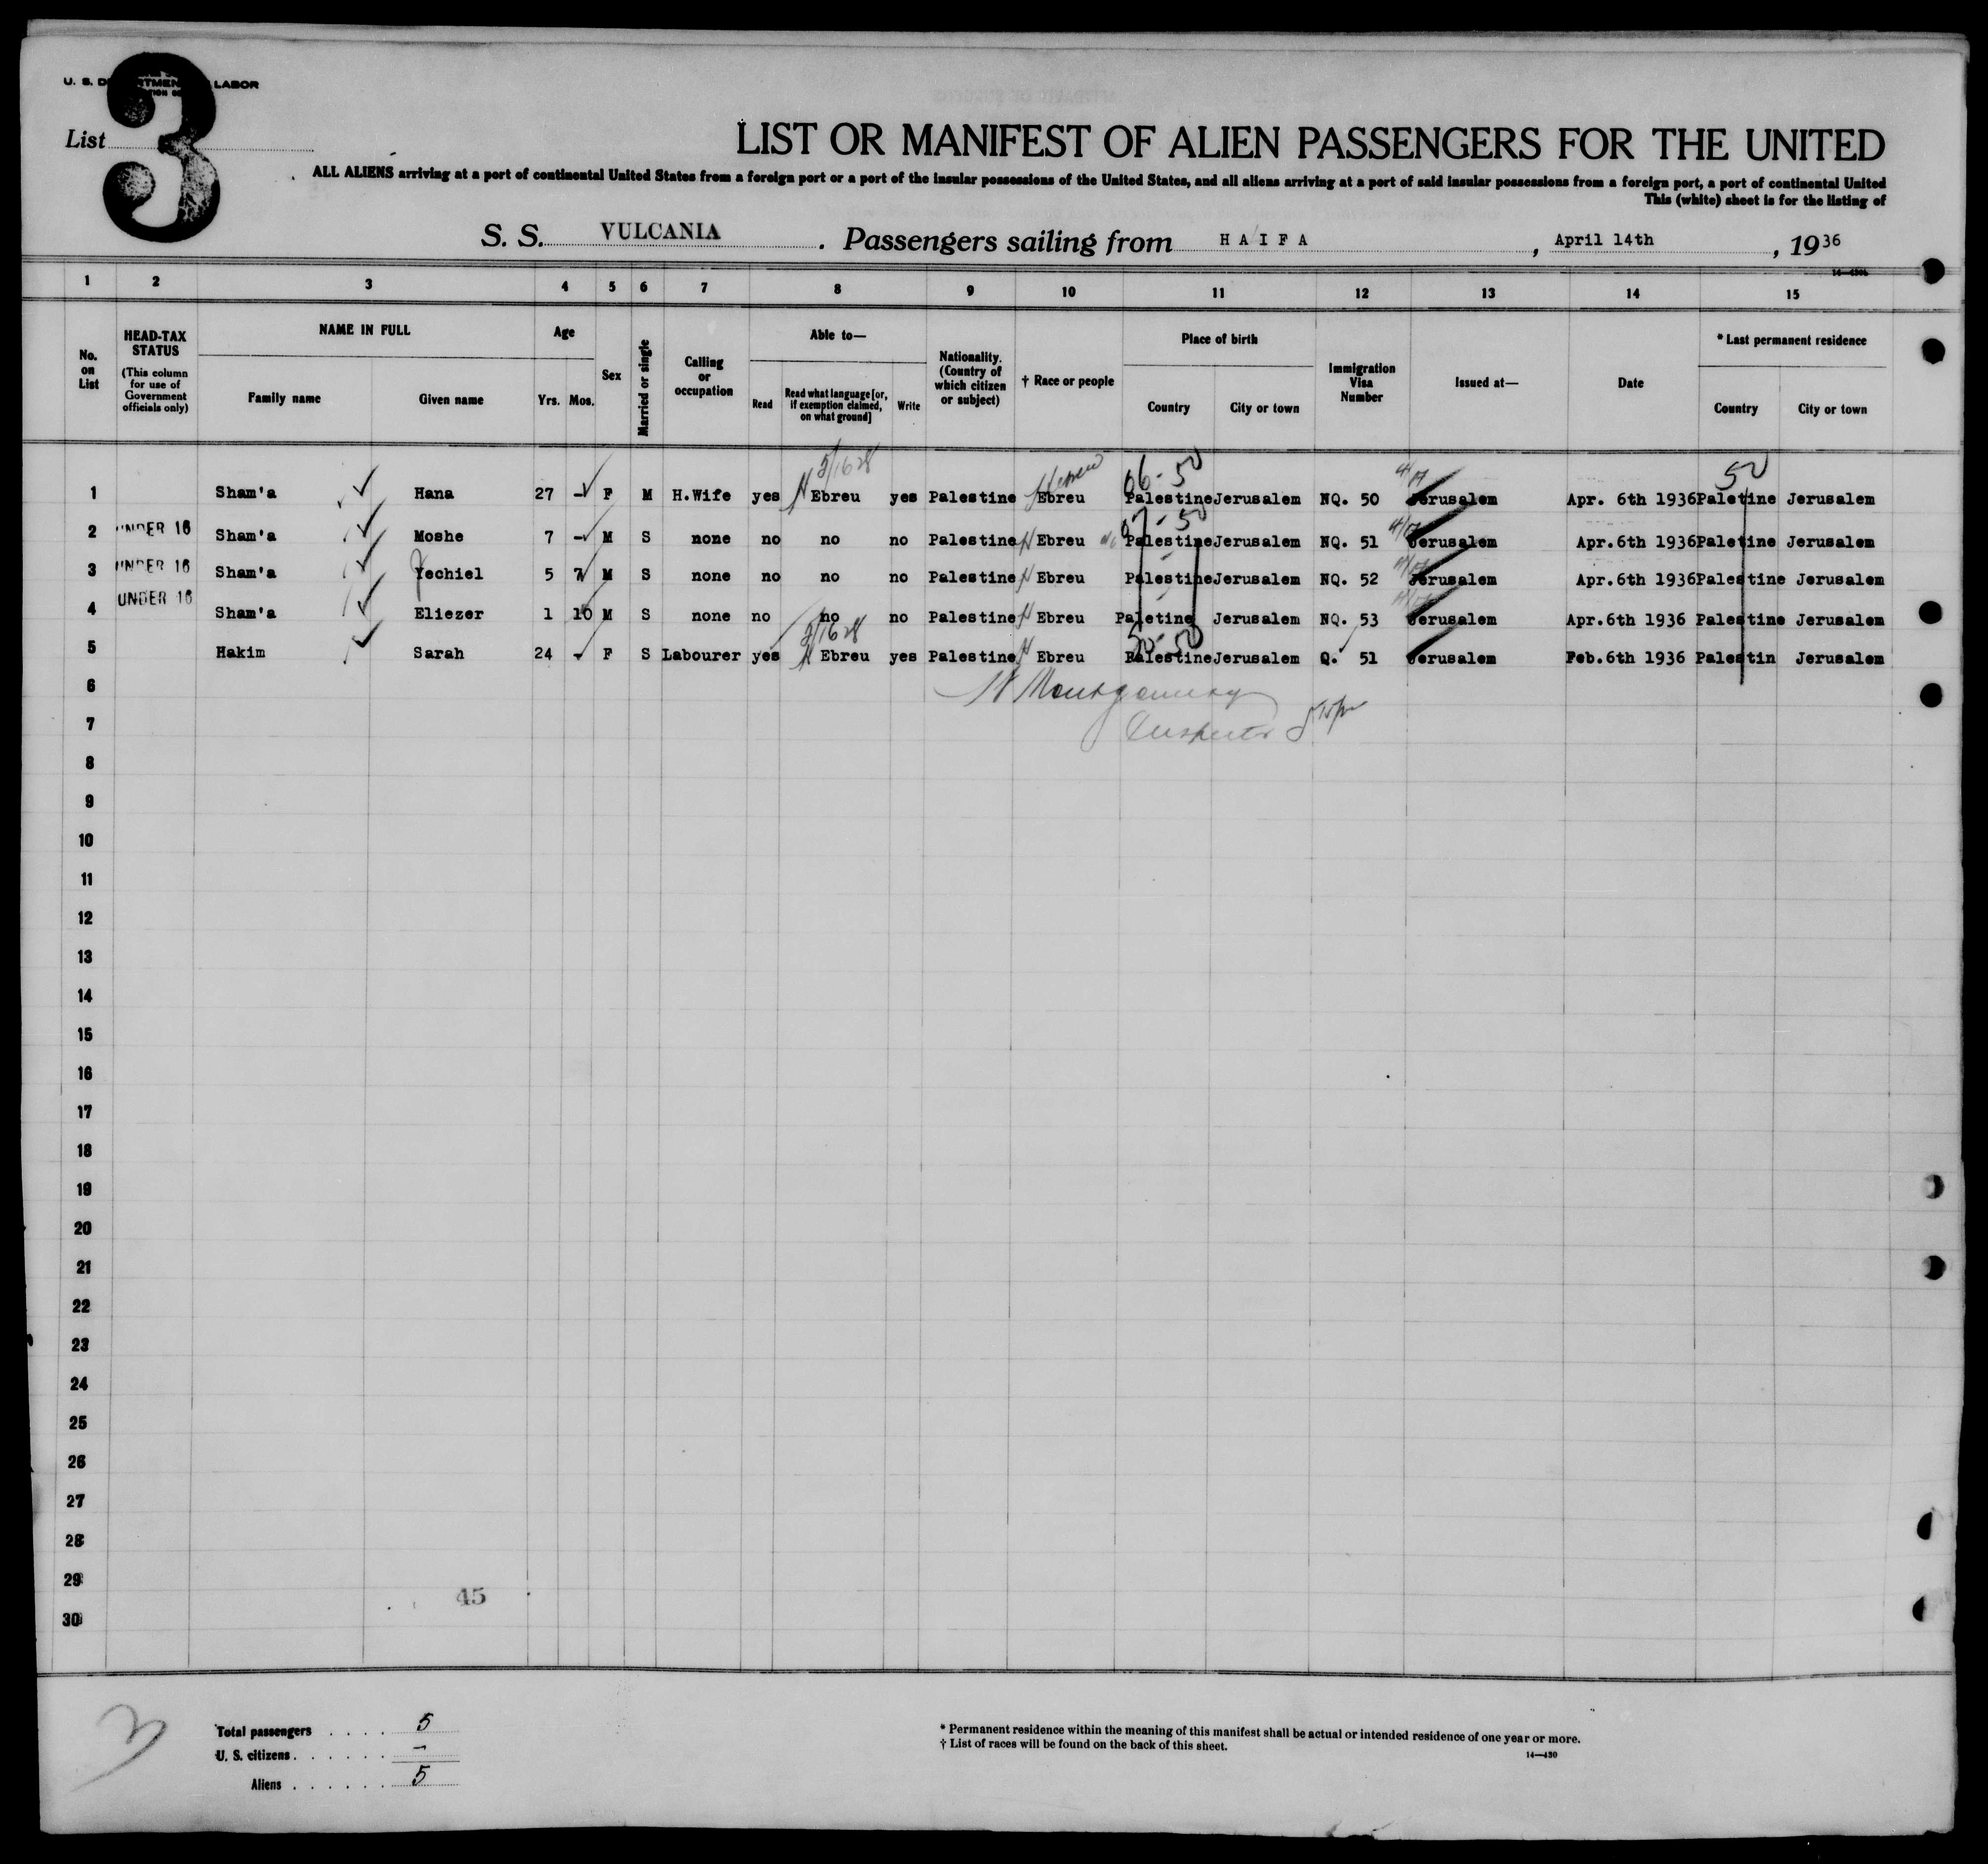 U. S. D RTMEN LABOR
List 3
LIST OR MANIFEST OF ALIEN PASSENGERS FOR THE UNITED
ALL ALIENS arriving at a port of continental United States from a foreign port or a port of the insular possessions of the United States, and all aliens arriving at a port of said insular possessions from a foreign port, a port of continental United
This (white) sheet is for the listing of
S. S. VULCANIA . Passengers sailing from H A I F A , April 14th , 1936
1 2 3 4 5 6 7 8 9 10 11 12 13 14 15
No. on List
HEAD-TAX STATUS (This column for use of Government officials only)
NAME IN FULL
Family name Given name
Age
Yrs. Mos.
Sex
Married or single
Calling or occupation
Able to—
Read Read what language [or, if exemption claimed, on what ground] Write
Nationality. (Country of which citizen or subject)
† Race or people
Place of birth
Country City or town
Immigration Visa Number
Issued at—
Date
* Last permanent residence
Country City or town
5/16 28 Hebrew 66-50 4/17 50
1 Sham'a Hana 27 - F M H.Wife yes H Ebreu yes Palestine Ebreu Palestine Jerusalem NQ. 50 Jerusalem Apr. 6th 1936 Paletine Jerusalem
2 UNDER 16 Sham'a Moshe 7 - M S none no no no Palestine H Ebreu Palestine Jerusalem NQ. 51 Jerusalem Apr.6th 1936 Paletine Jerusalem
3 UNDER 16 Sham'a Yechiel 5 7 M S none no no no Palestine H Ebreu Palestine Jerusalem NQ. 52 Jerusalem Apr.6th 1936 Palestine Jerusalem
4 UNDER 16 Sham'a Eliezer 1 10 M S none no no no Palestine H Ebreu Paletine Jerusalem NQ. 53 Jerusalem Apr.6th 1936 Palestine Jerusalem
5 Hakim Sarah 24 - F S Labourer yes H Ebreu yes Palestine H Ebreu Palestine Jerusalem Q. 51 Jerusalem Feb.6th 1936 Palestin Jerusalem
6 Montgomery
7 Inspector
8
9
10
11
12
13
14
15
16
17
18
19
20
21
22
23
24
25
26
27
28
29
45
30
3
Total passengers . . . . 5
U. S. citizens . . . . . . -
Aliens . . . . . . 5
* Permanent residence within the meaning of this manifest shall be actual or intended residence of one year or more.
† List of races will be found on the back of this sheet.
14—430